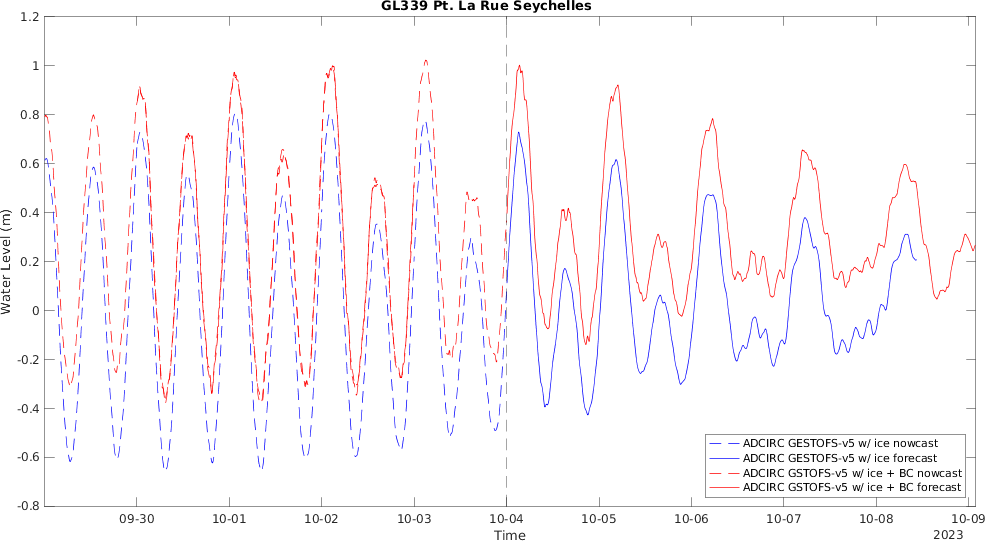 GL339 Pt. La Rue Seychelles
1.2
1
0.8
0.6
0.4
0.2
0
-0.2
-0.4
-0.6
-0.8
Water Level (m)
ADCIRC GESTOFS-v5 w/ ice nowcast
ADCIRC GESTOFS-v5 w/ ice forecast
ADCIRC GSTOFS-v5 w/ ice + BC nowcast
ADCIRC GSTOFS-v5 w/ ice + BC forecast
09-30 10-01 10-02 10-03 10-04 10-05 10-06 10-07 10-08 10-09
Time
2023